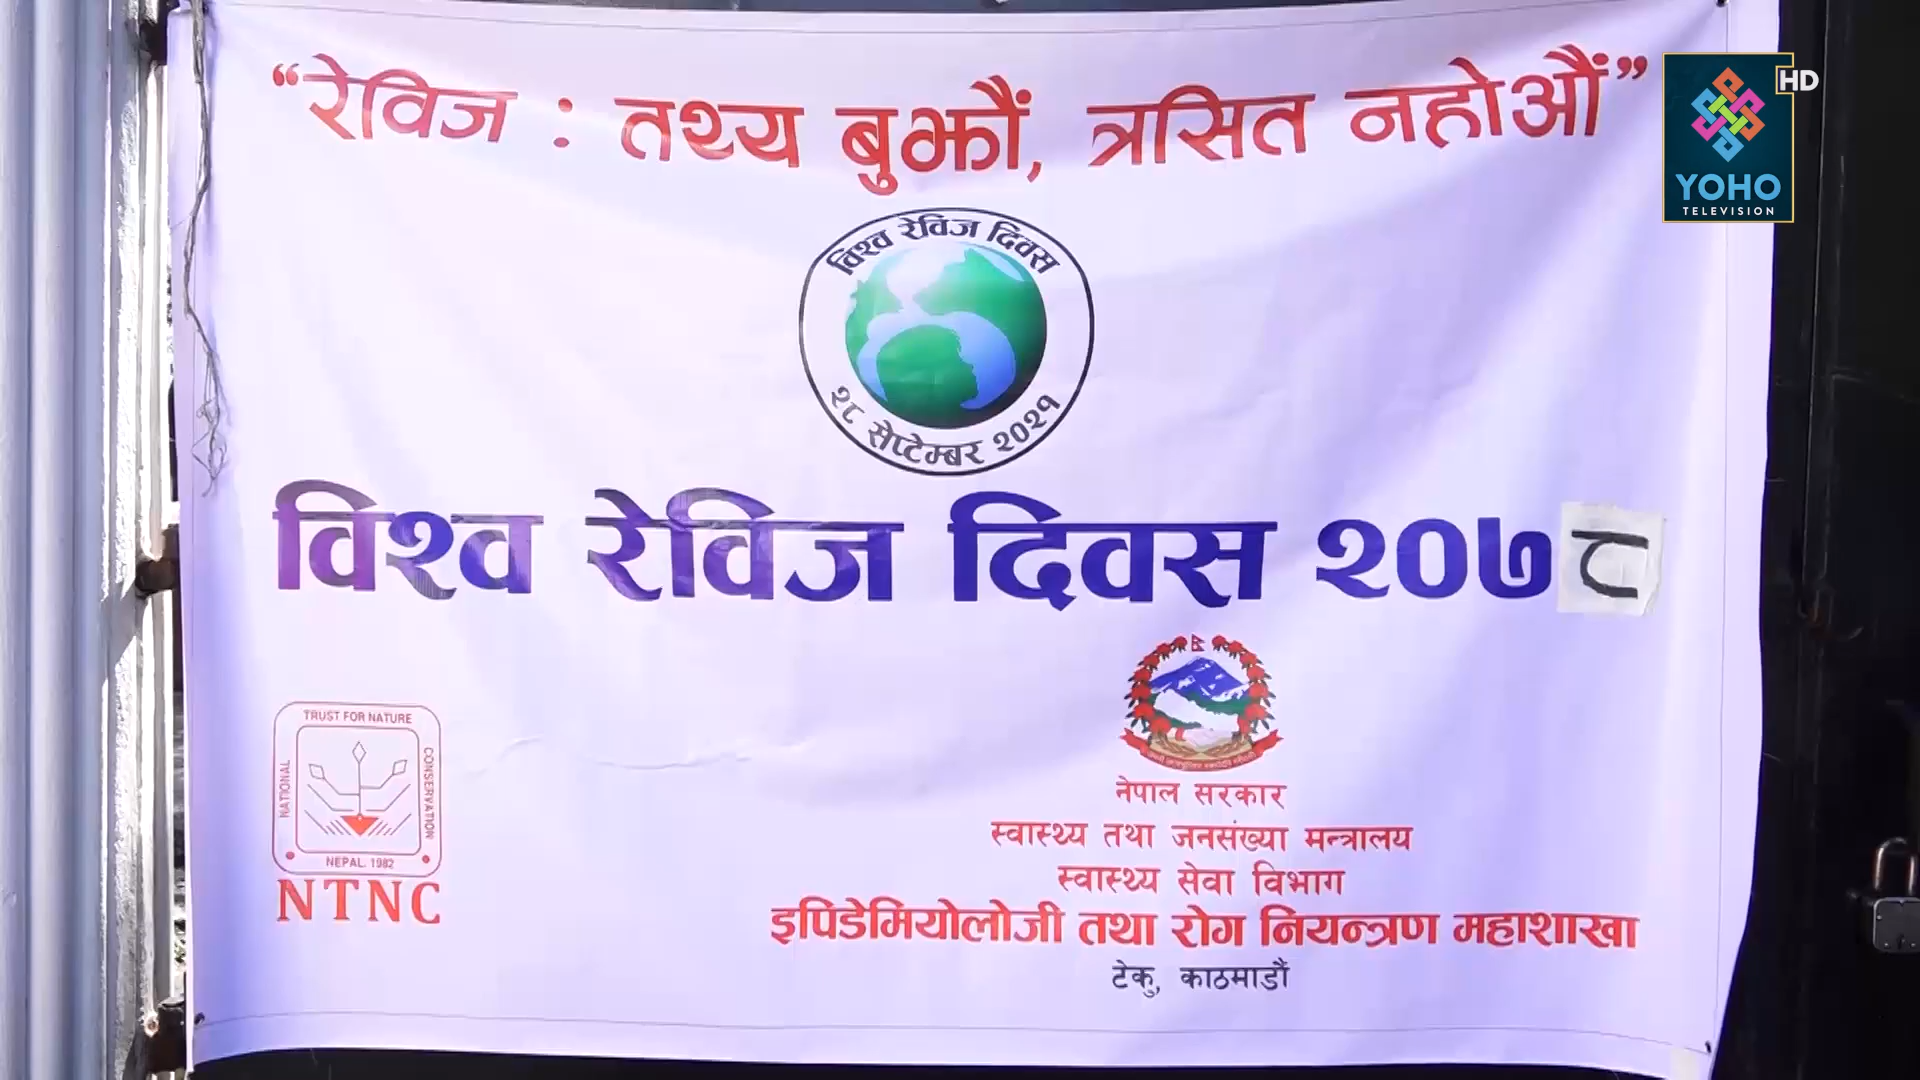 “रेविज : तथ्य बुझौं, त्रसित नहोऔं”
HD
YOHO
TELEVISION
विश्व रेविज दिवस
२८ सेप्टेम्बर २०२१
विश्व रेविज दिवस २०७८
TRUST FOR NATURE
NATIONAL
CONSERVATION
NEPAL. 1982
NTNC
नेपाल सरकार
स्वास्थ्य तथा जनसंख्या मन्त्रालय
स्वास्थ्य सेवा विभाग
इपिडेमियोलोजी तथा रोग नियन्त्रण महाशाखा
टेकु, काठमाडौं